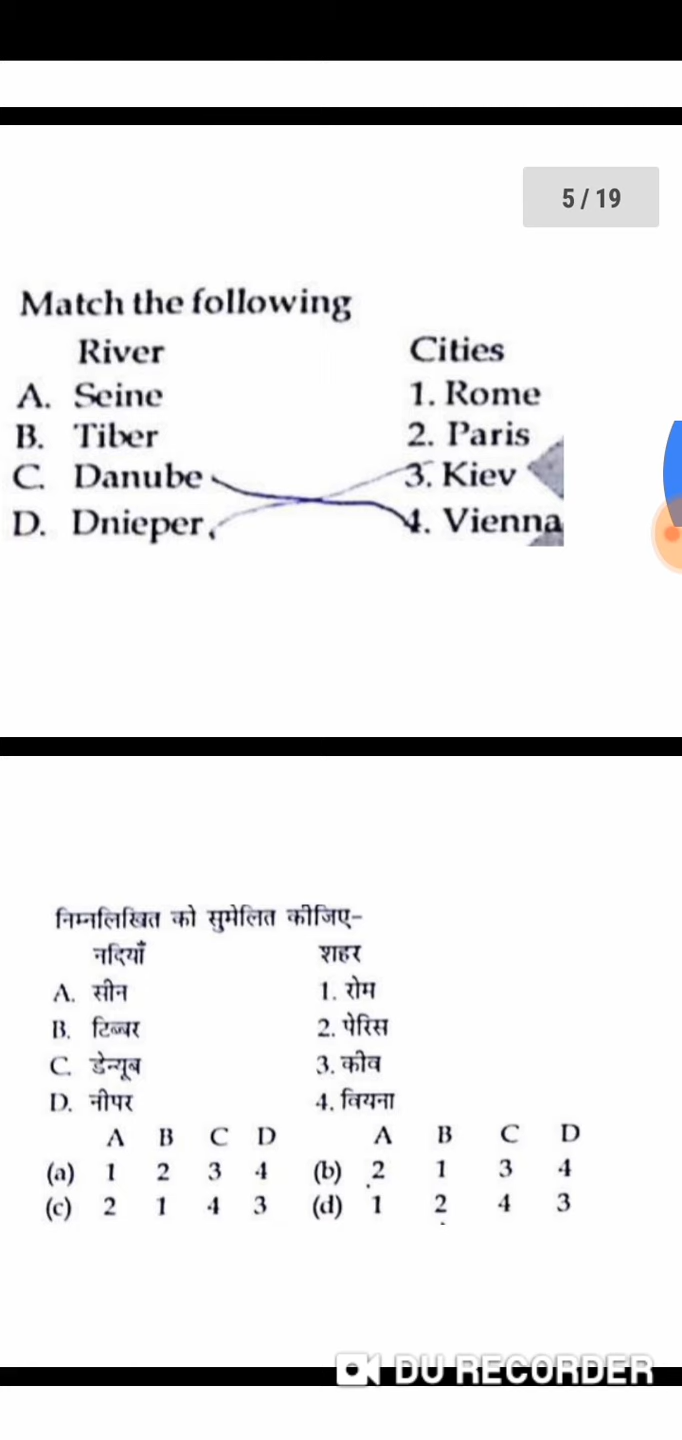 5 / 19
Match the following
River Cities
A. Seine 1. Rome
B. Tiber 2. Paris
C. Danube 3. Kiev
D. Dnieper 4. Vienna
निम्नलिखित को सुमेलित कीजिए-
नदियाँ शहर
A. सीन 1. रोम
B. टिब्बर 2. पेरिस
C. डेन्यूब 3. कीव
D. नीपर 4. वियना
A B C D A B C D
(a) 1 2 3 4 (b) 2 1 3 4
(c) 2 1 4 3 (d) 1 2 4 3
DU RECORDER